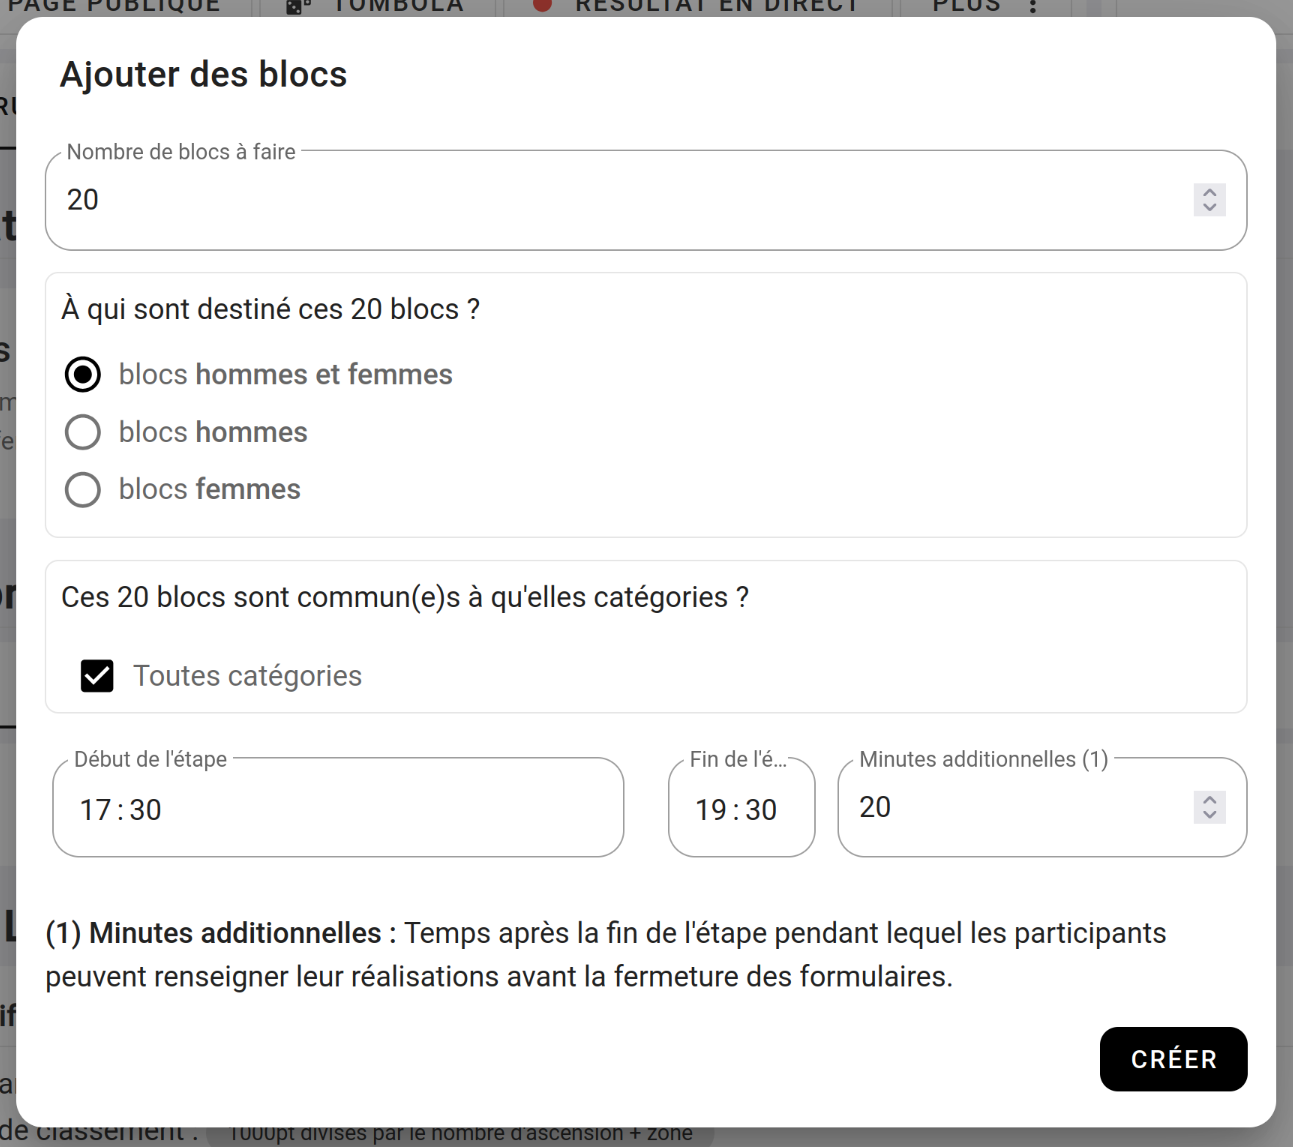 PAGE PUBLIQUE TOMBOLA RÉSULTAT EN DIRECT PLUS
Ajouter des blocs
Nombre de blocs à faire
20
À qui sont destiné ces 20 blocs ?
blocs hommes et femmes
blocs hommes
blocs femmes
Ces 20 blocs sont commun(e)s à qu'elles catégories ?
Toutes catégories
Début de l'étape Fin de l'é... Minutes additionnelles (1)
17 : 30 19 : 30 20
(1) Minutes additionnelles : Temps après la fin de l'étape pendant lequel les participants
peuvent renseigner leur réalisations avant la fermeture des formulaires.
CRÉER
de classement : 1000pt divisés par le nombre d'ascension + zone